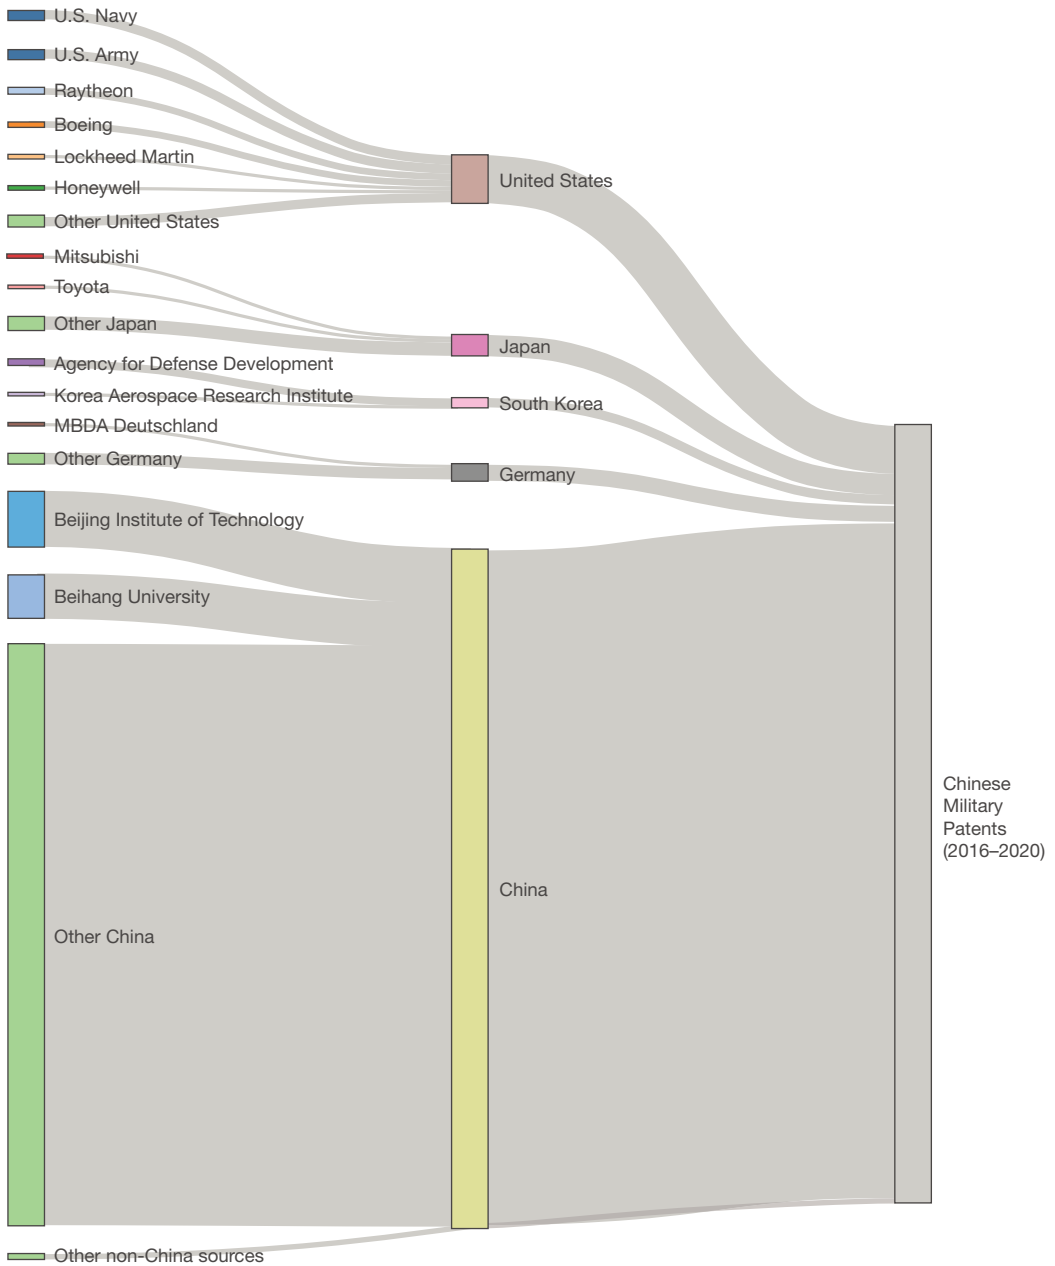 U.S. Navy
U.S. Army
Raytheon
Boeing
Lockheed Martin
Honeywell
Other United States
Mitsubishi
Toyota
Other Japan
Agency for Defense Development
Korea Aerospace Research Institute
MBDA Deutschland
Other Germany
Beijing Institute of Technology
Beihang University
Other China
Other non-China sources
United States
Japan
South Korea
Germany
China
Chinese
Military
Patents
(2016–2020)